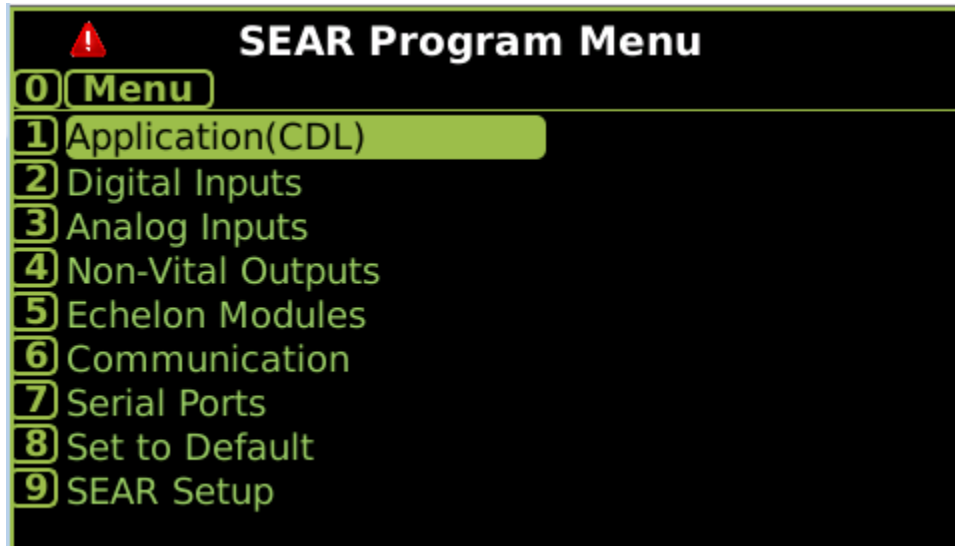 SEAR Program Menu
0 Menu
1 Application(CDL)
2 Digital Inputs
3 Analog Inputs
4 Non-Vital Outputs
5 Echelon Modules
6 Communication
7 Serial Ports
8 Set to Default
9 SEAR Setup